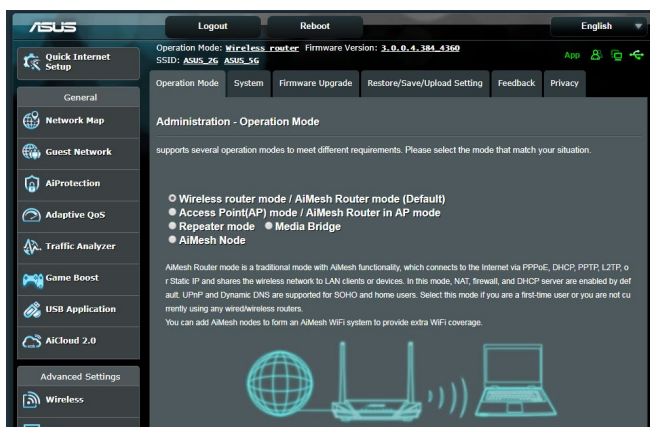 ASUS
Logout
Reboot
English
Quick Internet
Setup
Operation Mode: Wireless router Firmware Version: 3.0.0.4.384_4360
SSID: ASUS_2G ASUS_5G
App
Operation Mode
System
Firmware Upgrade
Restore/Save/Upload Setting
Feedback
Privacy
General
Network Map
Guest Network
AiProtection
Adaptive QoS
Traffic Analyzer
Game Boost
USB Application
AiCloud 2.0
Advanced Settings
Wireless
Administration - Operation Mode
supports several operation modes to meet different requirements. Please select the mode that match your situation.
Wireless router mode / AiMesh Router mode (Default)
Access Point(AP) mode / AiMesh Router in AP mode
Repeater mode Media Bridge
AiMesh Node
AiMesh Router mode is a traditional mode with AiMesh functionality, which connects to the Internet via PPPoE, DHCP, PPTP, L2TP, o
r Static IP and shares the wireless network to LAN clients or devices. In this mode, NAT, firewall, and DHCP server are enabled by def
ault. UPnP and Dynamic DNS are supported for SOHO and home users. Select this mode if you are a first-time user or you are not cu
rrently using any wired/wireless routers.
You can add AiMesh nodes to form an AiMesh WiFi system to provide extra WiFi coverage.